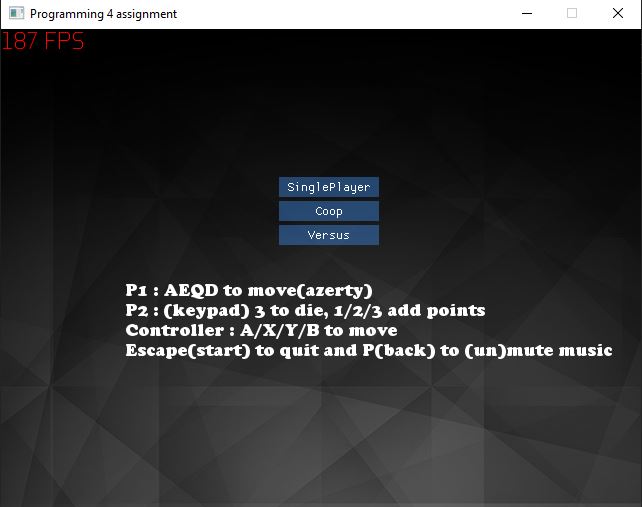 Programming 4 assignment
187 FPS
SinglePlayer
Coop
Versus
P1 : AEQD to move(azerty)
P2 : (keypad) 3 to die, 1/2/3 add points
Controller : A/X/Y/B to move
Escape(start) to quit and P(back) to (un)mute music